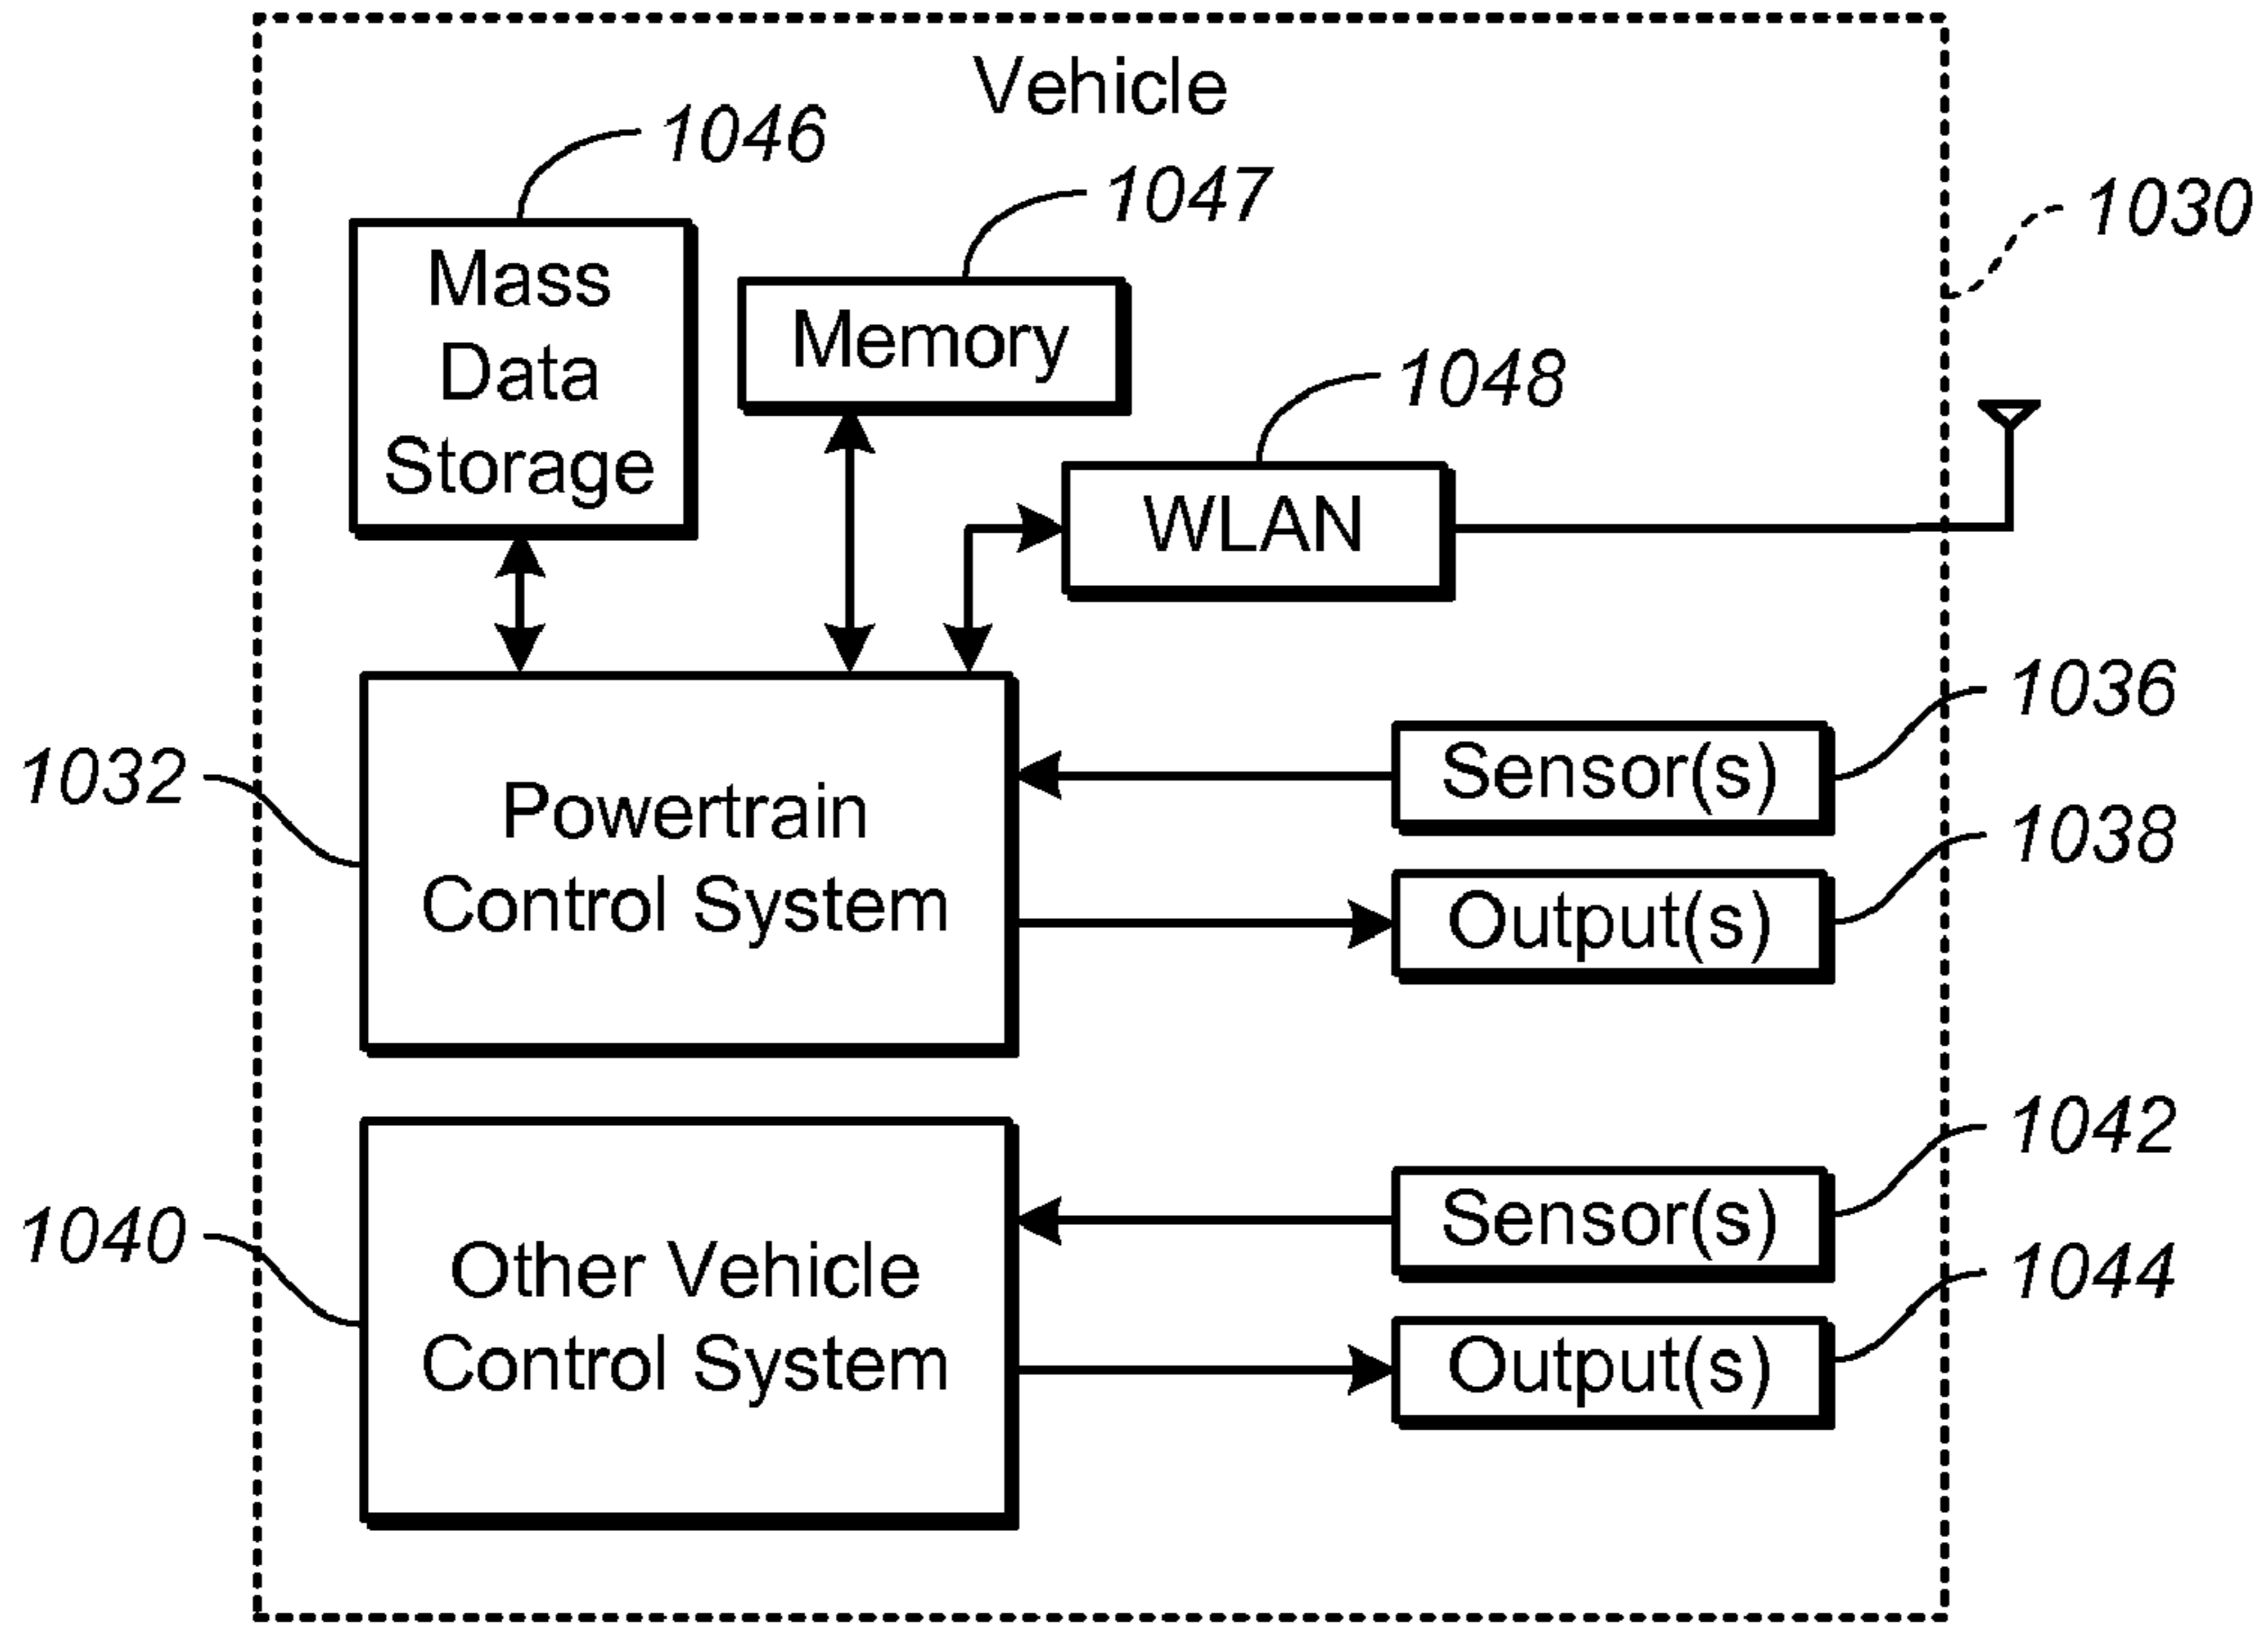 Vehicle
1046
1047
1030
Mass
Data
Storage
Memory
1048
WLAN
1036
Sensor(s)
1032
Powertrain
Control System
1038
Output(s)
1042
Sensor(s)
1040
Other Vehicle
Control System
1044
Output(s)